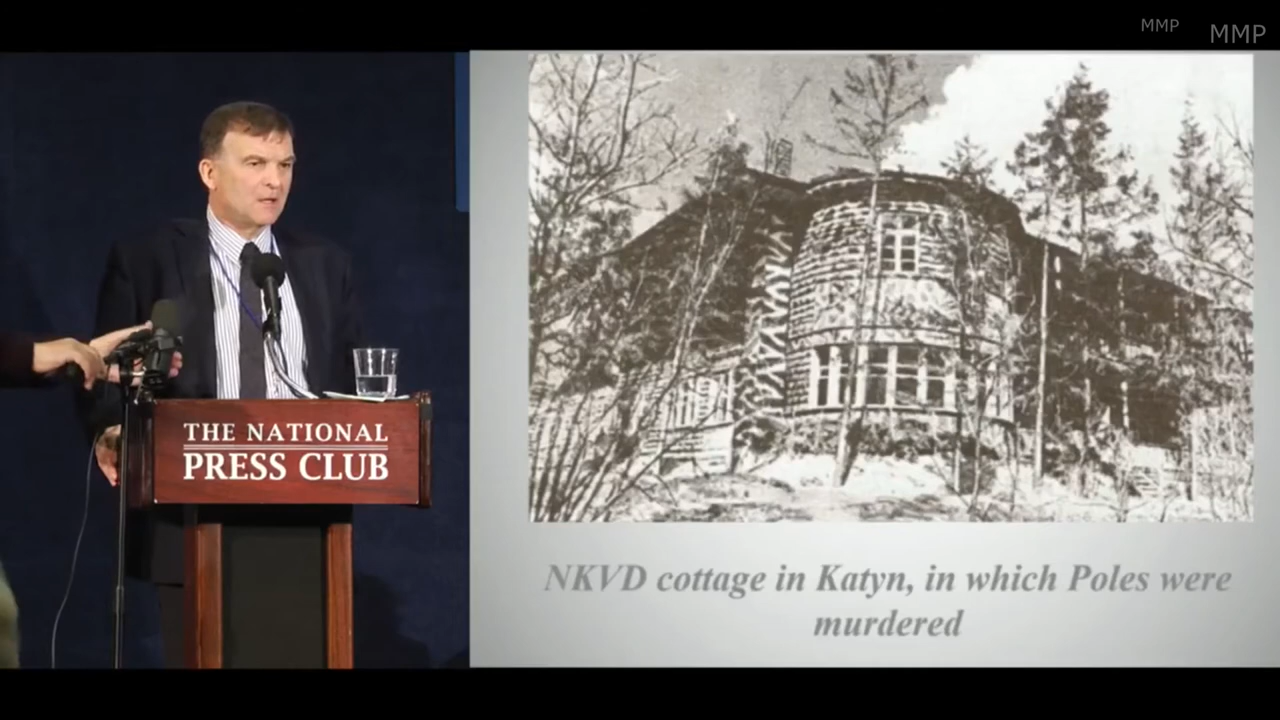 MMP
MMP
THE NATIONAL
PRESS CLUB
NKVD cottage in Katyn, in which Poles were
murdered